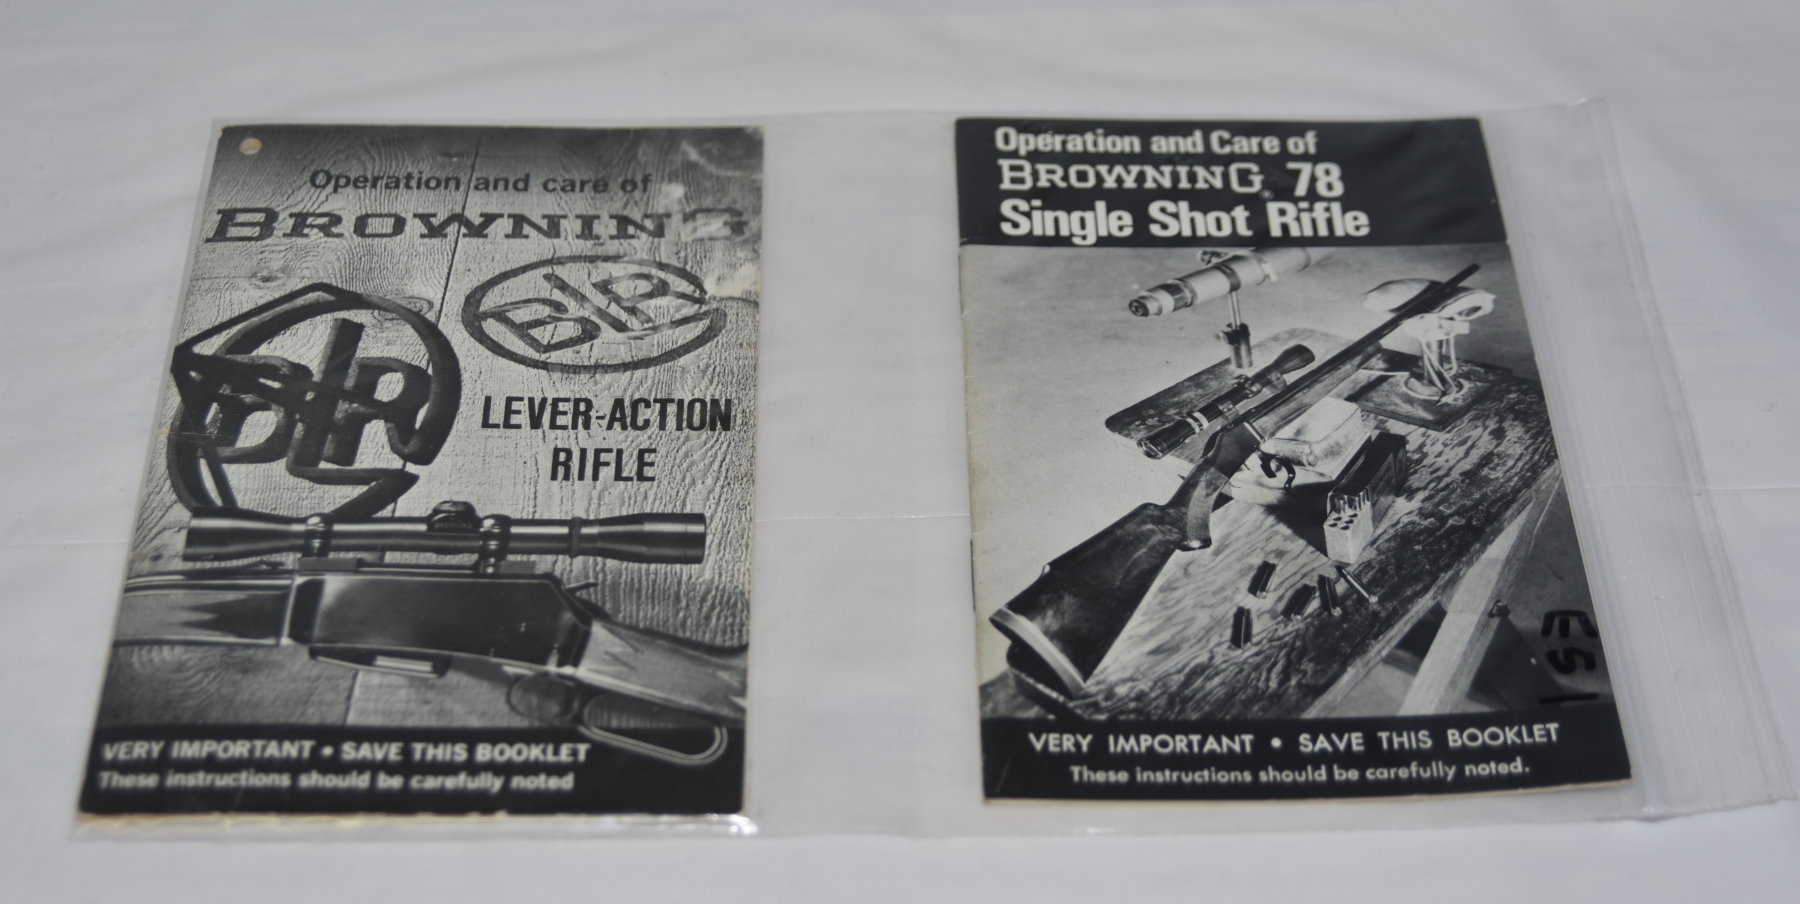 Operation and care of
BROWNING
BLR
BLR
LEVER-ACTION
RIFLE
VERY IMPORTANT • SAVE THIS BOOKLET
These instructions should be carefully noted
Operation and Care of
BROWNING® 78
Single Shot Rifle
VERY IMPORTANT • SAVE THIS BOOKLET
These instructions should be carefully noted.